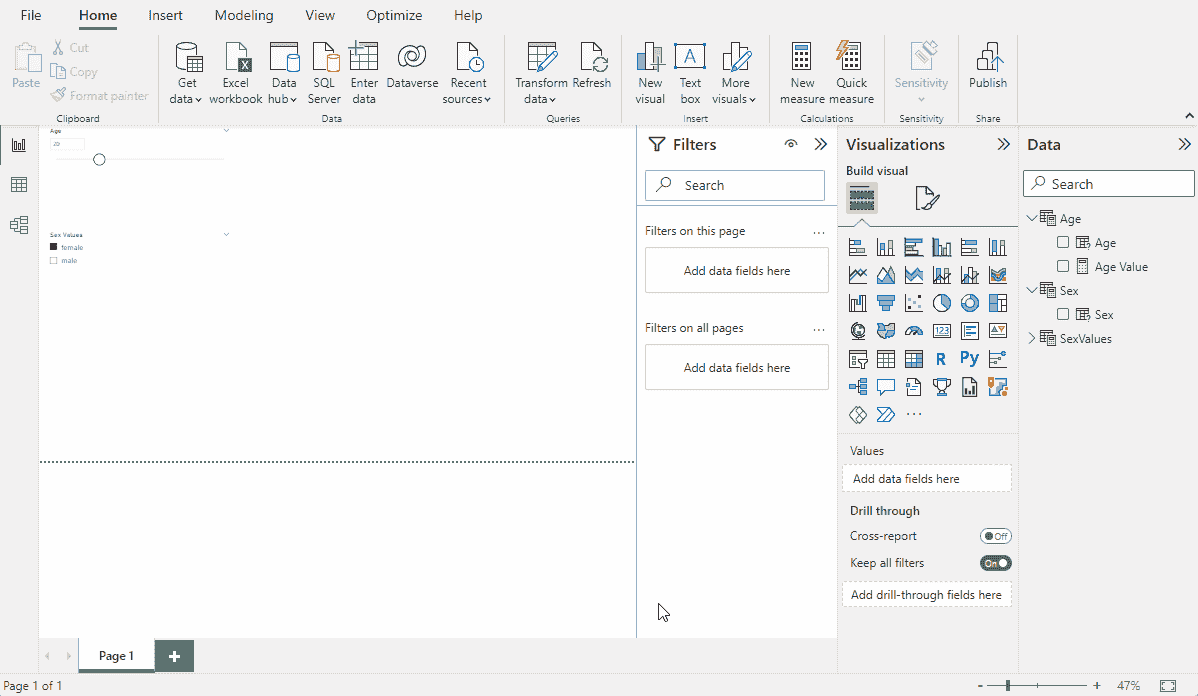 File Home Insert Modeling View Optimize Help
Paste
Cut
Copy
Format painter
Clipboard
Get data
Excel workbook
Data hub
SQL Server
Enter data
Dataverse
Recent sources
Data
Transform data
Refresh
Queries
New visual
Text box
More visuals
Insert
New measure
Quick measure
Calculations
Sensitivity
Sensitivity
Publish
Share
Age
20
Sex Values
female
male
Filters
Search
Filters on this page
Add data fields here
Filters on all pages
Add data fields here
Visualizations
Build visual
123
R
Py
Values
Add data fields here
Drill through
Cross-report
Off
Keep all filters
On
Add drill-through fields here
Data
Search
Age
Age
Age Value
Sex
Sex
SexValues
Page 1
Page 1 of 1
- + 47%